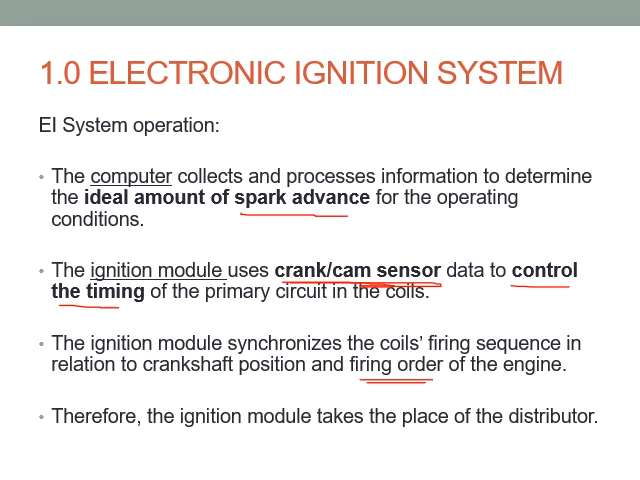 1.0 ELECTRONIC IGNITION SYSTEM
EI System operation:
• The computer collects and processes information to determine
the ideal amount of spark advance for the operating
conditions.
• The ignition module uses crank/cam sensor data to control
the timing of the primary circuit in the coils.
• The ignition module synchronizes the coils’ firing sequence in
relation to crankshaft position and firing order of the engine.
• Therefore, the ignition module takes the place of the distributor.